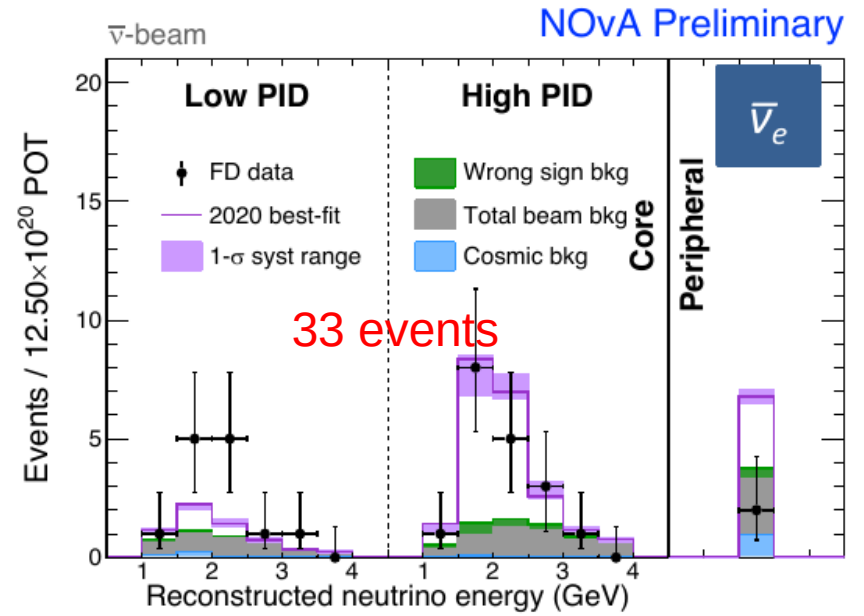 ν̅-beam
NOvA Preliminary
Events / 12.50×10²⁰ POT
20
15
10
5
0
Low PID
High PID
ν̅ₑ
FD data
2020 best-fit
1-σ syst range
Wrong sign bkg
Total beam bkg
Cosmic bkg
Core
Peripheral
33 events
1 2 3 4 1 2 3 4
Reconstructed neutrino energy (GeV)